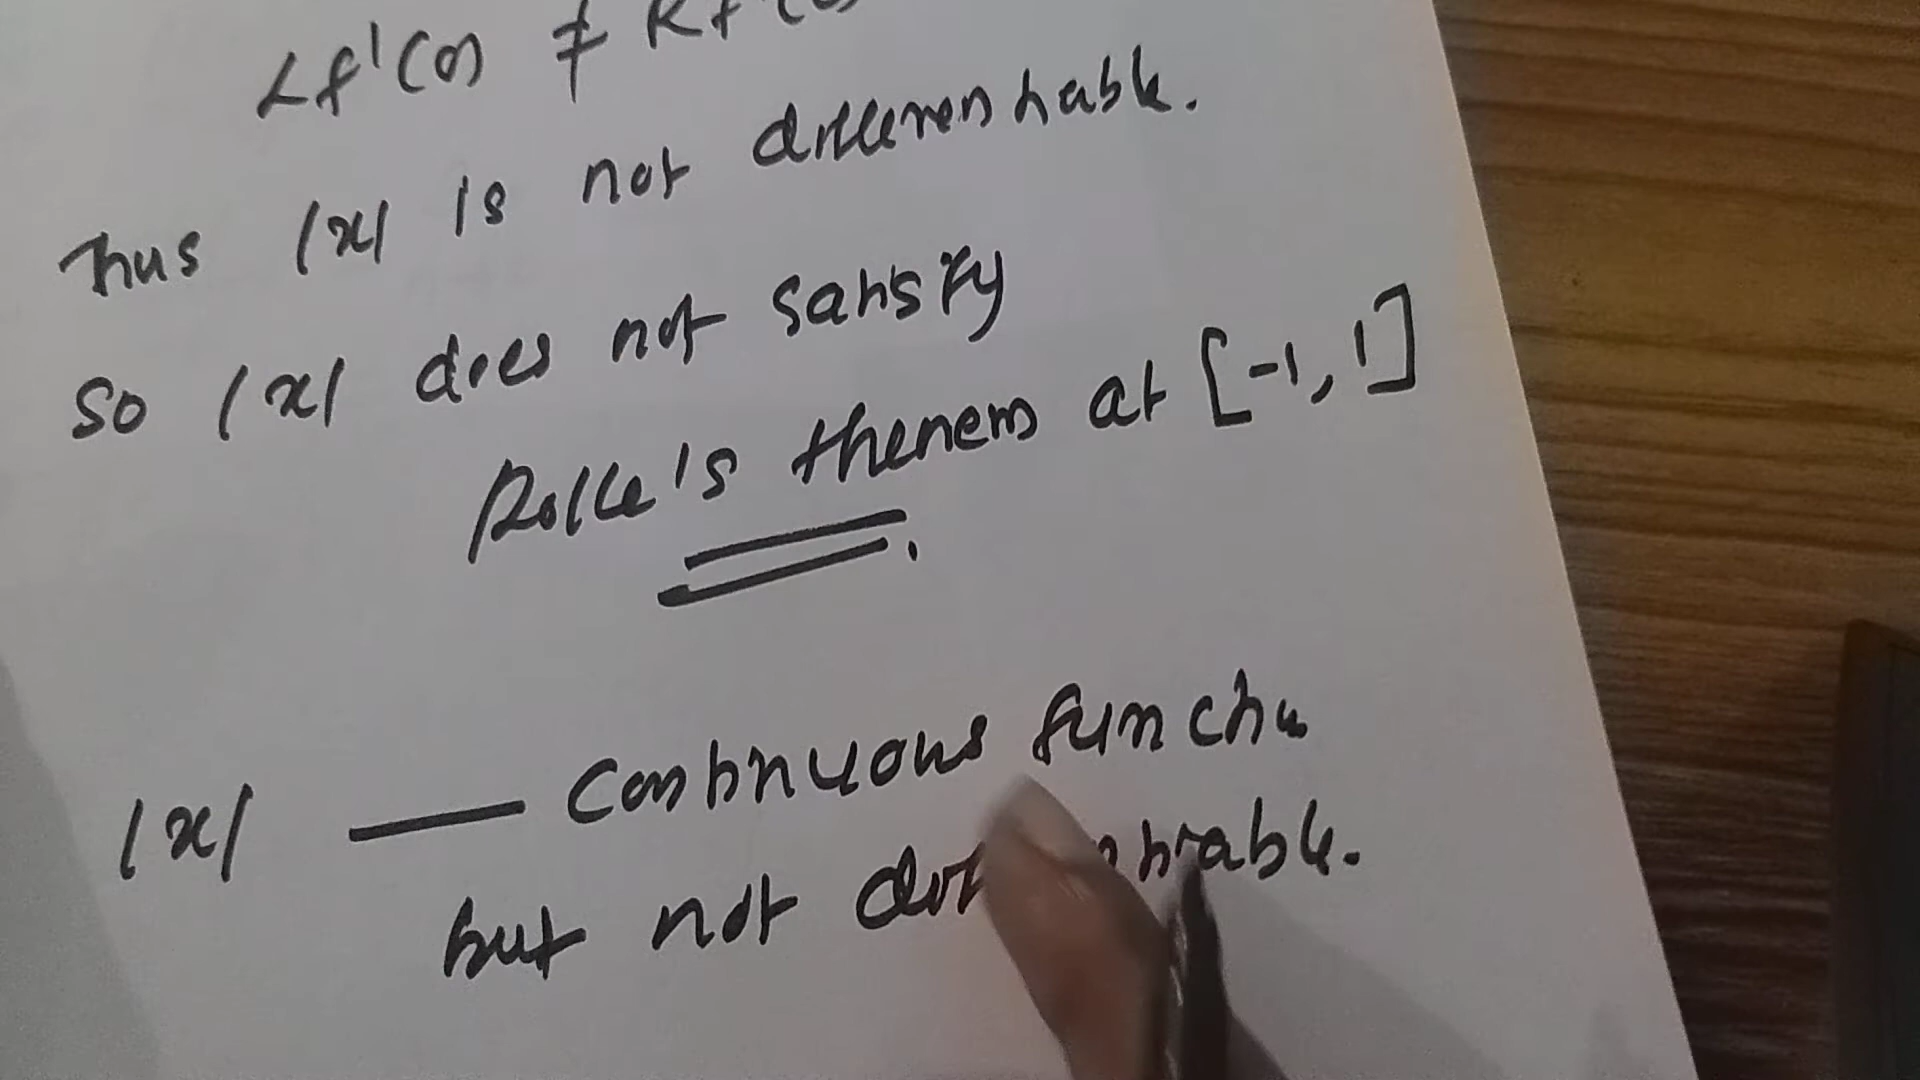 Lf'(0) ≠ Rf'(0
Thus |x| is not differentiable.
So |x| does not satisfy
Rolle's theorem at [-1, 1]
|x| — Continuous function
but not